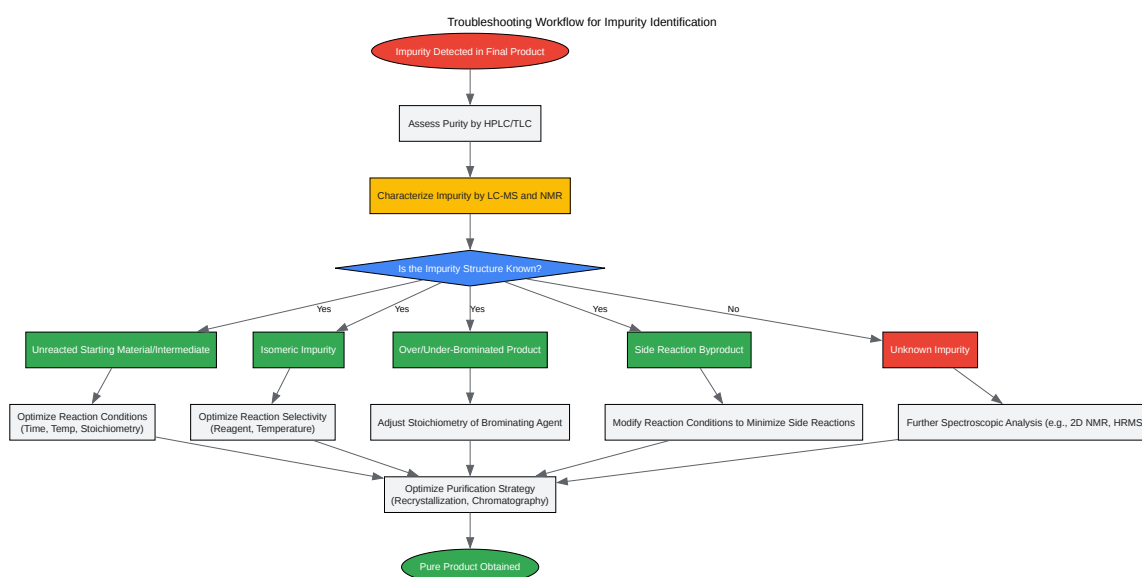 Troubleshooting Workflow for Impurity Identification
Impurity Detected in Final Product
Assess Purity by HPLC/TLC
Characterize Impurity by LC-MS and NMR
Is the Impurity Structure Known?
Yes
Yes
Yes
Yes
No
Unreacted Starting Material/Intermediate
Isomeric Impurity
Over/Under-Brominated Product
Side Reaction Byproduct
Unknown Impurity
Optimize Reaction Conditions
(Time, Temp, Stoichiometry)
Optimize Reaction Selectivity
(Reagent, Temperature)
Adjust Stoichiometry of Brominating Agent
Modify Reaction Conditions to Minimize Side Reactions
Further Spectroscopic Analysis (e.g., 2D NMR, HRMS
Optimize Purification Strategy
(Recrystallization, Chromatography)
Pure Product Obtained